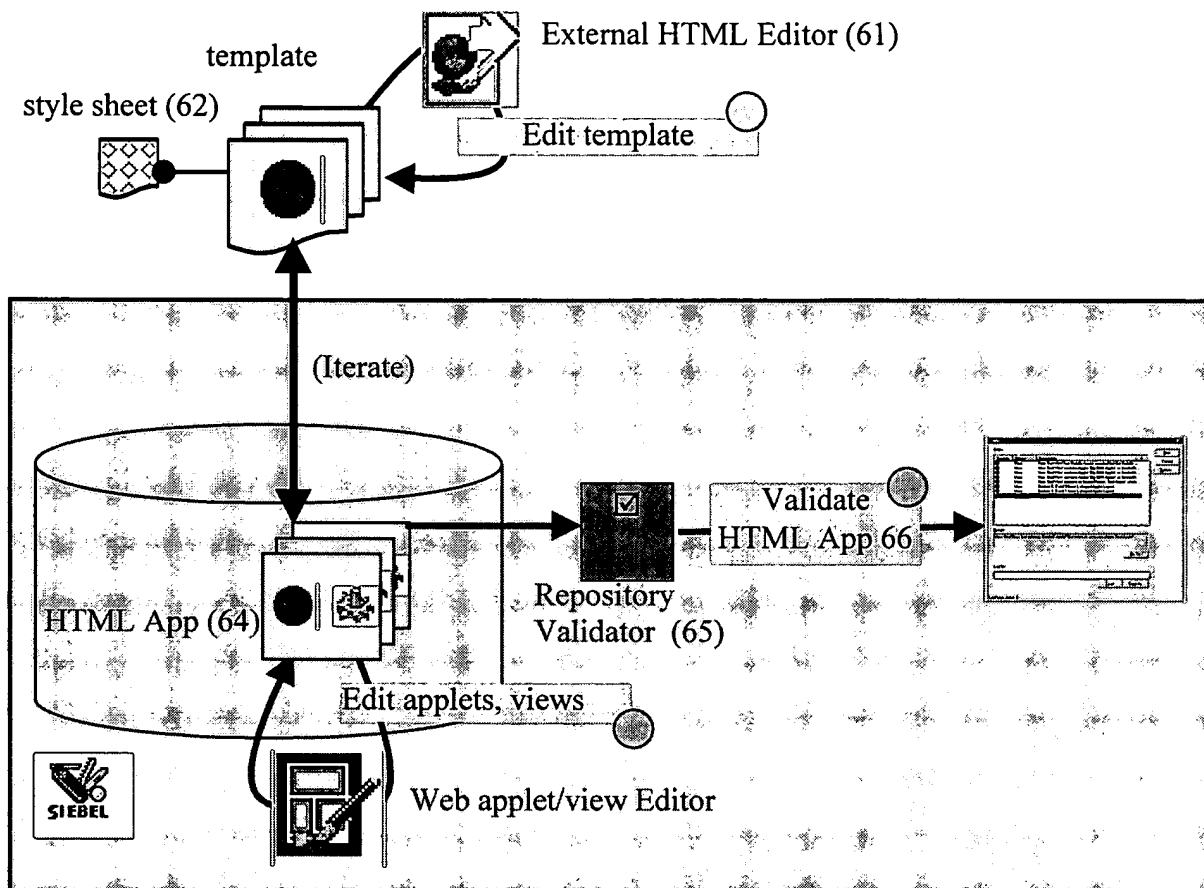 External HTML Editor (61)
template
style sheet (62)
Edit template
(Iterate)
Validate
HTML App 66
Repository
Validator (65)
HTML App (64)
Edit applets, views
Web applet/view Editor
SIEBEL